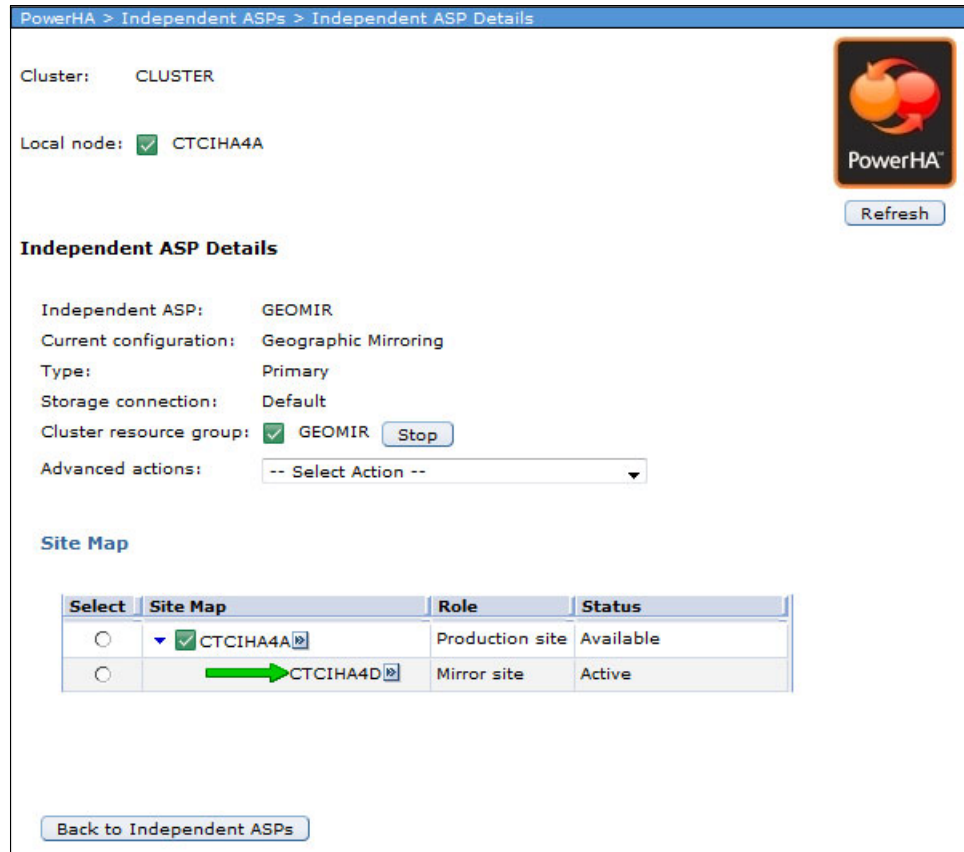 PowerHA > Independent ASPs > Independent ASP Details
Cluster: CLUSTER
Local node: CTCIHA4A
PowerHA™
Refresh
Independent ASP Details
Independent ASP: GEOMIR
Current configuration: Geographic Mirroring
Type: Primary
Storage connection: Default
Cluster resource group: GEOMIR Stop
Advanced actions: -- Select Action --
Site Map
Select Site Map Role Status
CTCIHA4A Production site Available
CTCIHA4D Mirror site Active
Back to Independent ASPs